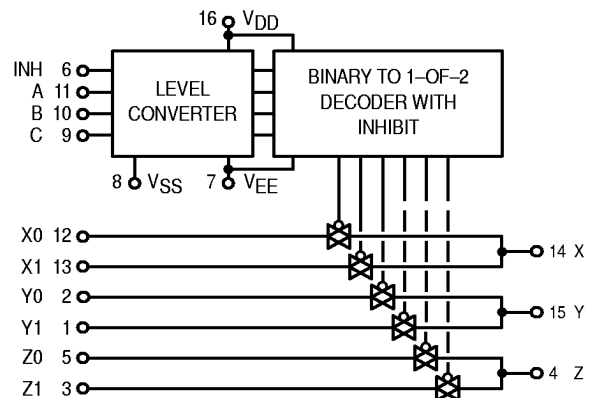 16 VDD
INH 6
A 11
B 10
C 9
LEVEL
CONVERTER
BINARY TO 1–OF–2
DECODER WITH
INHIBIT
8 VSS
7 VEE
X0 12
X1 13
Y0 2
Y1 1
Z0 5
Z1 3
14 X
15 Y
4 Z